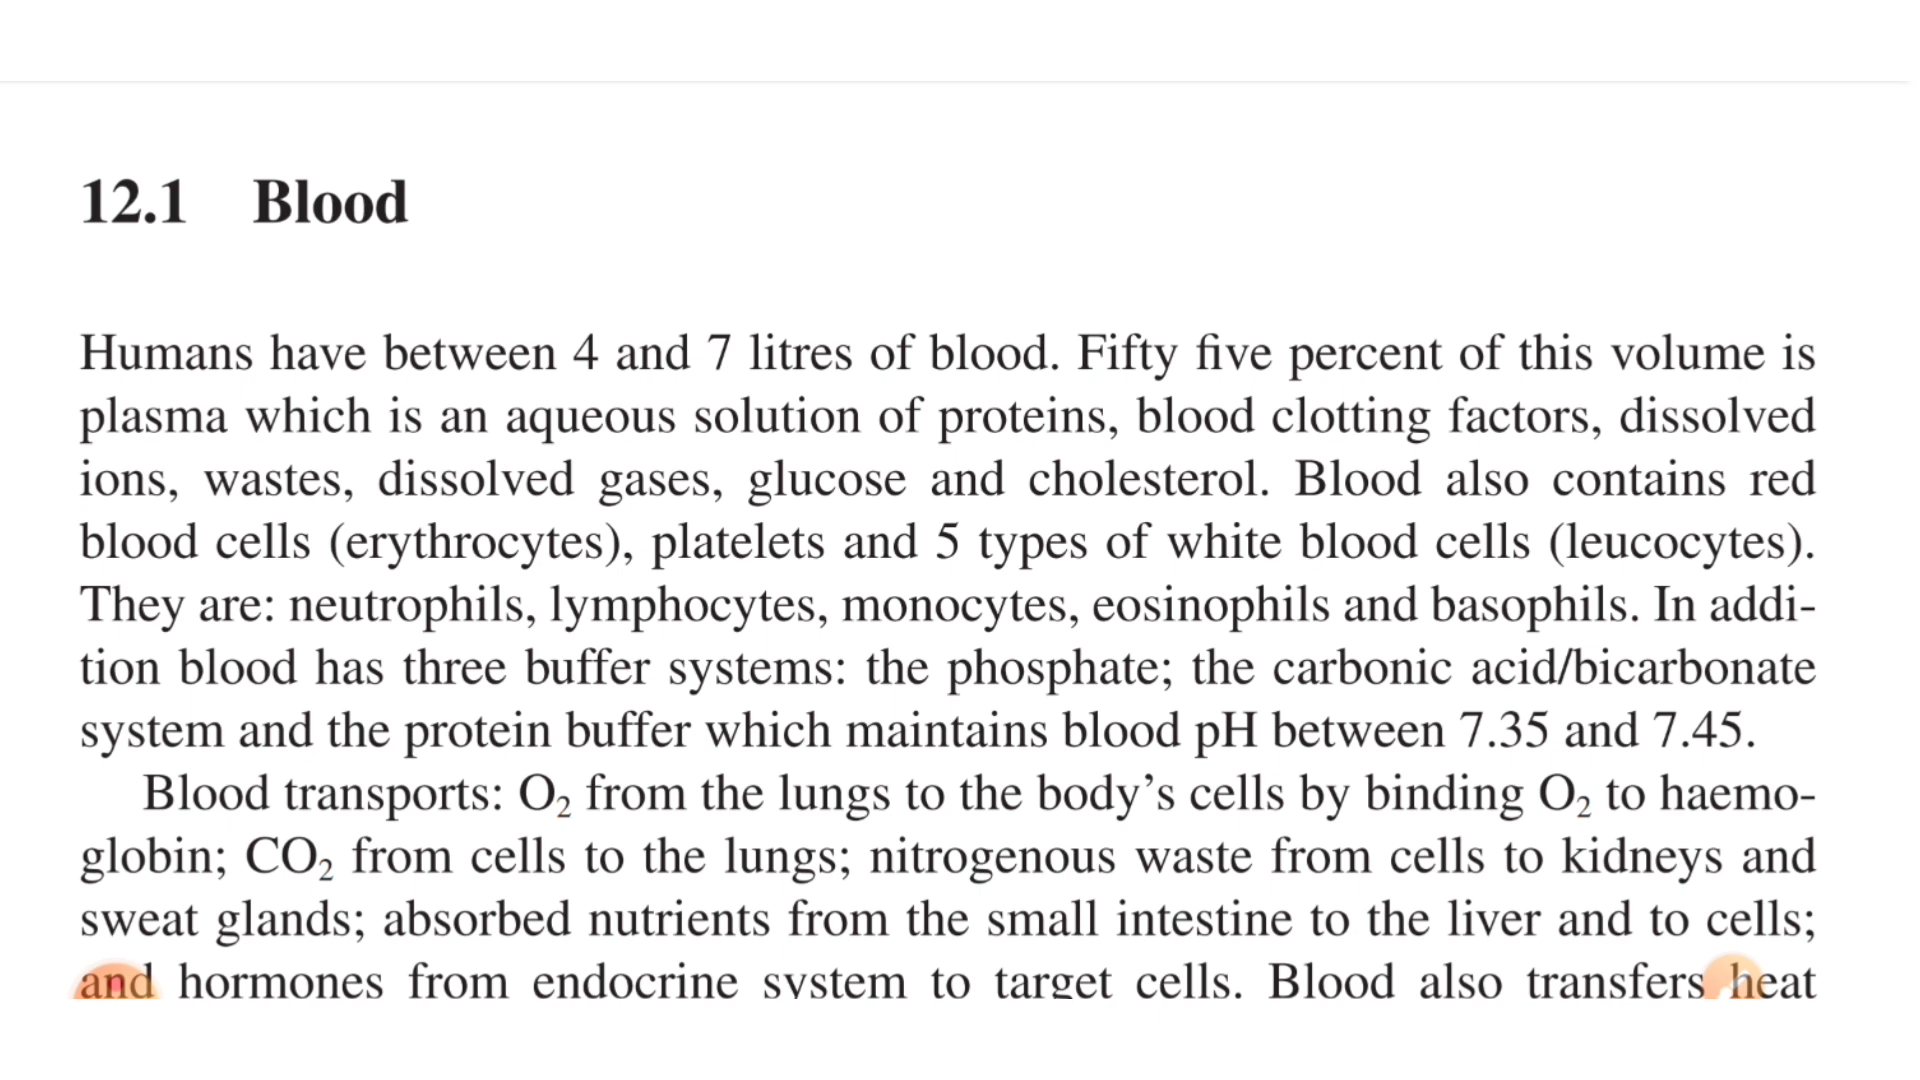 12.1 Blood
Humans have between 4 and 7 litres of blood. Fifty five percent of this volume is
plasma which is an aqueous solution of proteins, blood clotting factors, dissolved
ions, wastes, dissolved gases, glucose and cholesterol. Blood also contains red
blood cells (erythrocytes), platelets and 5 types of white blood cells (leucocytes).
They are: neutrophils, lymphocytes, monocytes, eosinophils and basophils. In addi-
tion blood has three buffer systems: the phosphate; the carbonic acid/bicarbonate
system and the protein buffer which maintains blood pH between 7.35 and 7.45.
Blood transports: O₂ from the lungs to the body’s cells by binding O₂ to haemo-
globin; CO₂ from cells to the lungs; nitrogenous waste from cells to kidneys and
sweat glands; absorbed nutrients from the small intestine to the liver and to cells;
and hormones from endocrine system to target cells. Blood also transfers heat